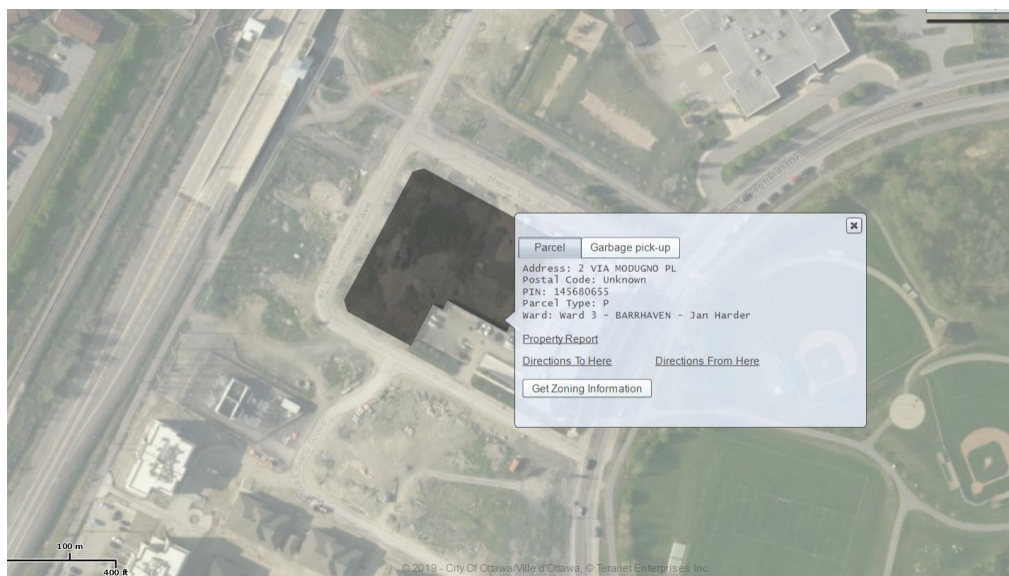 place Via M
Parcel
Garbage pick-up
Address: 2 VIA MODUGNO PL
Postal Code: Unknown
PIN: 145680655
Parcel Type: P
Ward: Ward 3 - BARRHAVEN - Jan Harder
Property Report
Directions To Here
Directions From Here
Get Zoning Information
100 m
400 ft
© 2019 - City Of Ottawa/Ville d'Ottawa, © Teranet Enterprises Inc.